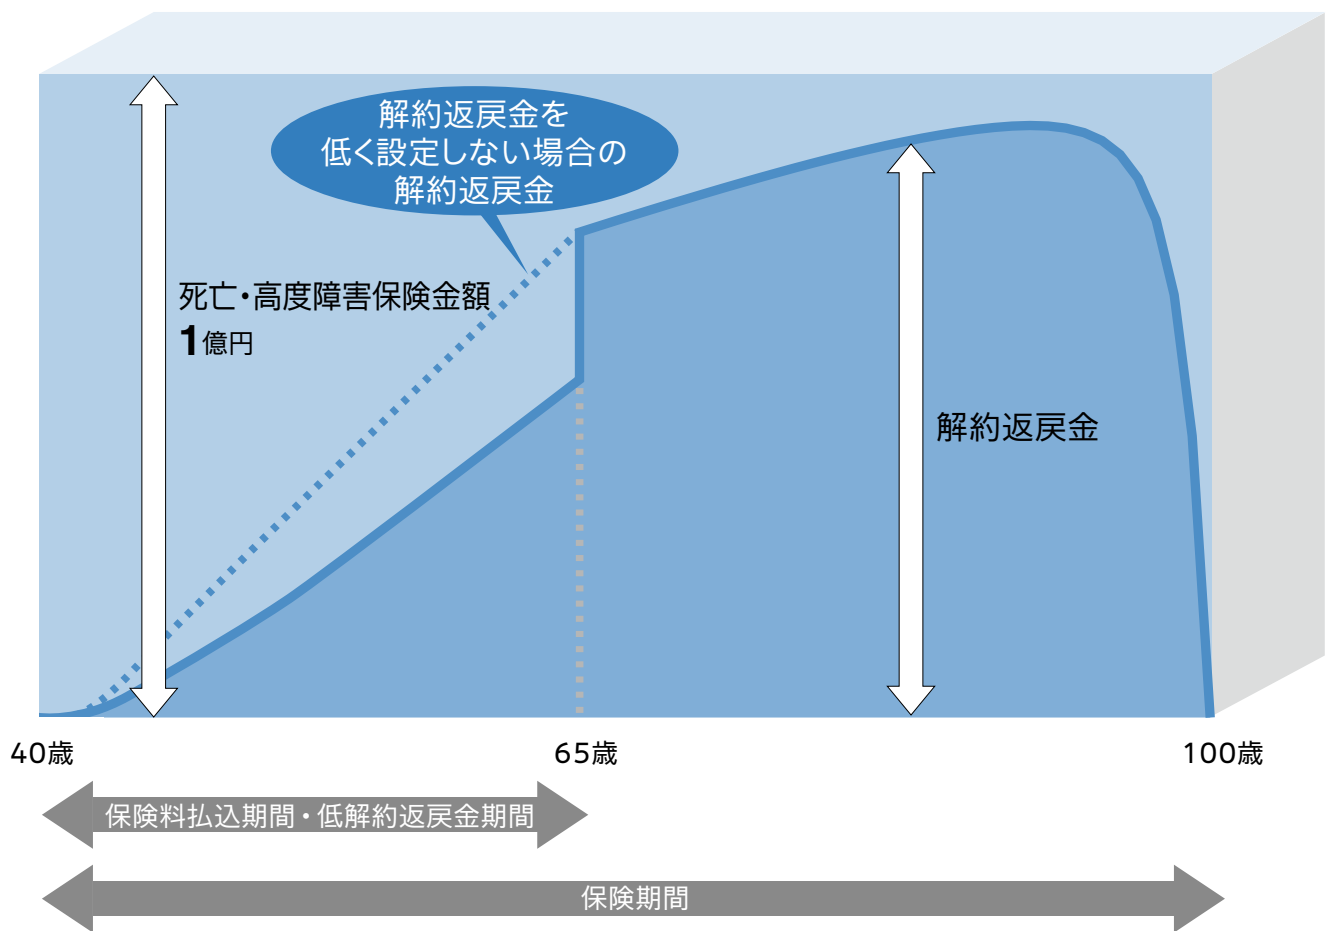 解約返戻金を
低く設定しない場合の
解約返戻金
死亡・高度障害保険金額
1億円
解約返戻金
40歳
65歳
100歳
保険料払込期間・低解約返戻金期間
保険期間